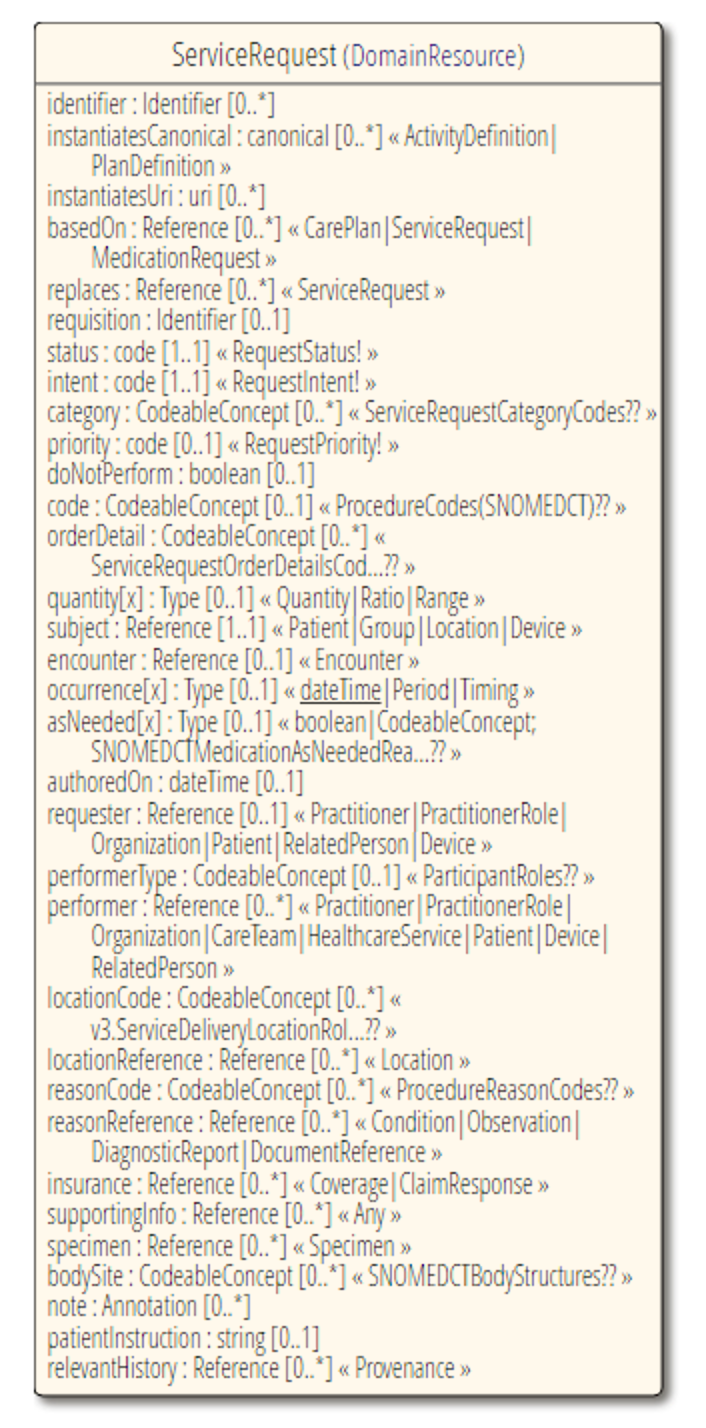 ServiceRequest (DomainResource)
identifier : Identifier [0..*]
instantiatesCanonical : canonical [0..*] « ActivityDefinition|
PlanDefinition »
instantiatesUri : uri [0..*]
basedOn : Reference [0..*] « CarePlan|ServiceRequest|
MedicationRequest »
replaces : Reference [0..*] « ServiceRequest »
requisition : Identifier [0..1]
status : code [1..1] « RequestStatus! »
intent : code [1..1] « RequestIntent! »
category : CodeableConcept [0..*] « ServiceRequestCategoryCodes?? »
priority : code [0..1] « RequestPriority! »
doNotPerform : boolean [0..1]
code : CodeableConcept [0..1] « ProcedureCodes(SNOMEDCT)?? »
orderDetail : CodeableConcept [0..*] «
ServiceRequestOrderDetailsCod...?? »
quantity[x] : Type [0..1] « Quantity|Ratio|Range »
subject : Reference [1..1] « Patient|Group|Location|Device »
encounter : Reference [0..1] « Encounter »
occurrence[x] : Type [0..1] « dateTime|Period|Timing »
asNeeded[x] : Type [0..1] « boolean|CodeableConcept;
SNOMEDCTMedicationAsNeededRea...?? »
authoredOn : dateTime [0..1]
requester : Reference [0..1] « Practitioner|PractitionerRole|
Organization|Patient|RelatedPerson|Device »
performerType : CodeableConcept [0..1] « ParticipantRoles?? »
performer : Reference [0..*] « Practitioner|PractitionerRole|
Organization|CareTeam|HealthcareService|Patient|Device|
RelatedPerson »
locationCode : CodeableConcept [0..*] «
v3.ServiceDeliveryLocationRol...?? »
locationReference : Reference [0..*] « Location »
reasonCode : CodeableConcept [0..*] « ProcedureReasonCodes?? »
reasonReference : Reference [0..*] « Condition|Observation|
DiagnosticReport|DocumentReference »
insurance : Reference [0..*] « Coverage|ClaimResponse »
supportingInfo : Reference [0..*] « Any »
specimen : Reference [0..*] « Specimen »
bodySite : CodeableConcept [0..*] « SNOMEDCTBodyStructures?? »
note : Annotation [0..*]
patientInstruction : string [0..1]
relevantHistory : Reference [0..*] « Provenance »